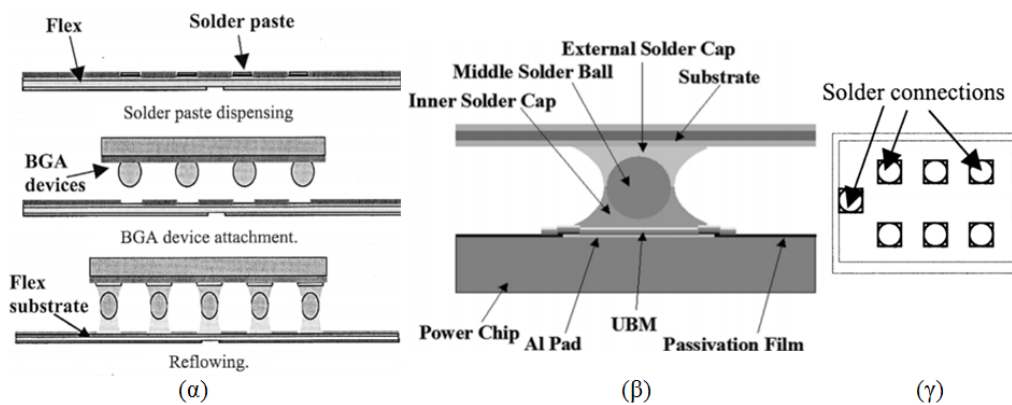 Flex
Solder paste
Solder paste dispensing
BGA
devices
BGA device attachment.
Flex
substrate
Reflowing.
(α)
External Solder Cap
Middle Solder Ball
Substrate
Inner Solder Cap
Power Chip
Al Pad
UBM
Passivation Film
(β)
Solder connections
(γ)